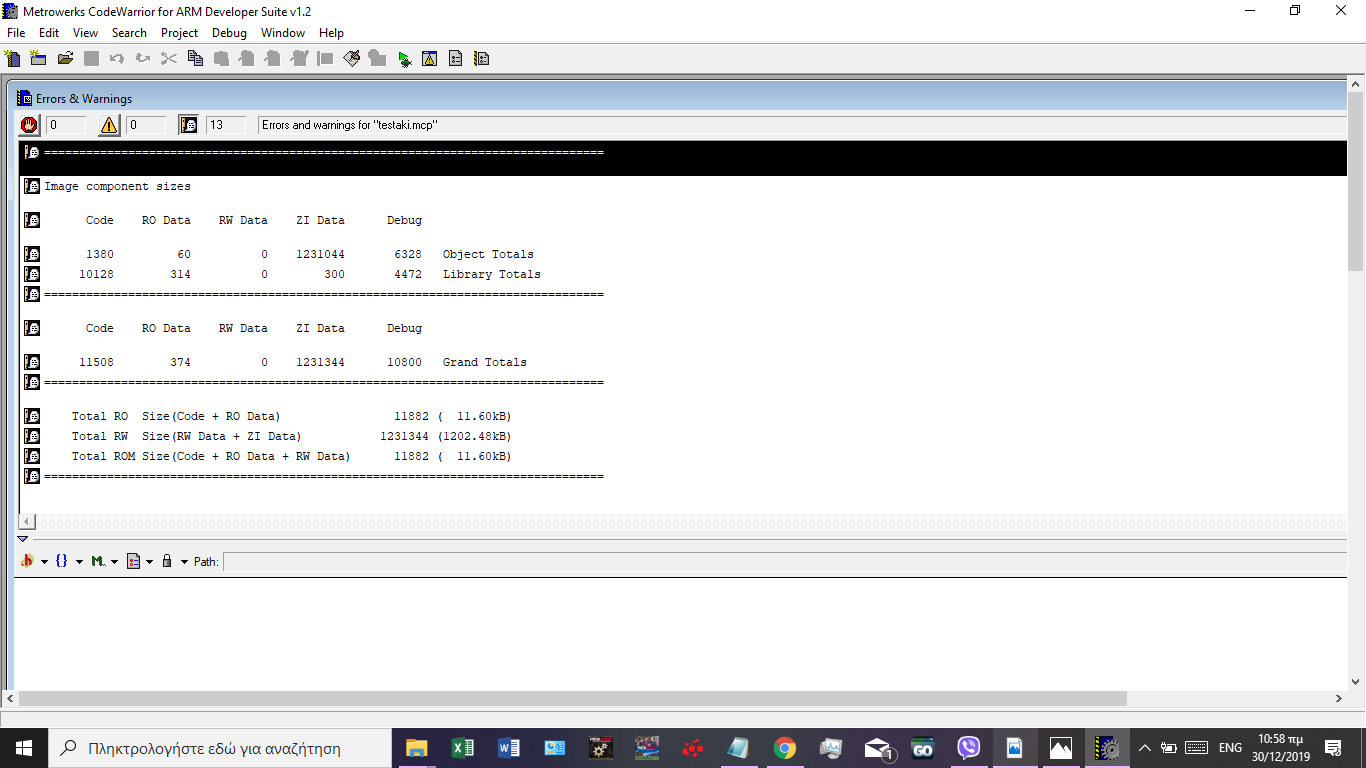 Metrowerks CodeWarrior for ARM Developer Suite v1.2
File Edit View Search Project Debug Window Help
Errors & Warnings
0 0 13 Errors and warnings for "testaki.mcp"
================================================================================
Image component sizes
Code RO Data RW Data ZI Data Debug
1380 60 0 1231044 6328 Object Totals
10128 314 0 300 4472 Library Totals
================================================================================
Code RO Data RW Data ZI Data Debug
11508 374 0 1231344 10800 Grand Totals
================================================================================
Total RO Size(Code + RO Data) 11882 ( 11.60kB)
Total RW Size(RW Data + ZI Data) 1231344 (1202.48kB)
Total ROM Size(Code + RO Data + RW Data) 11882 ( 11.60kB)
================================================================================
h {} M. Path:
Πληκτρολογήστε εδώ για αναζήτηση
1
GO
ENG
10:58 πμ
30/12/2019